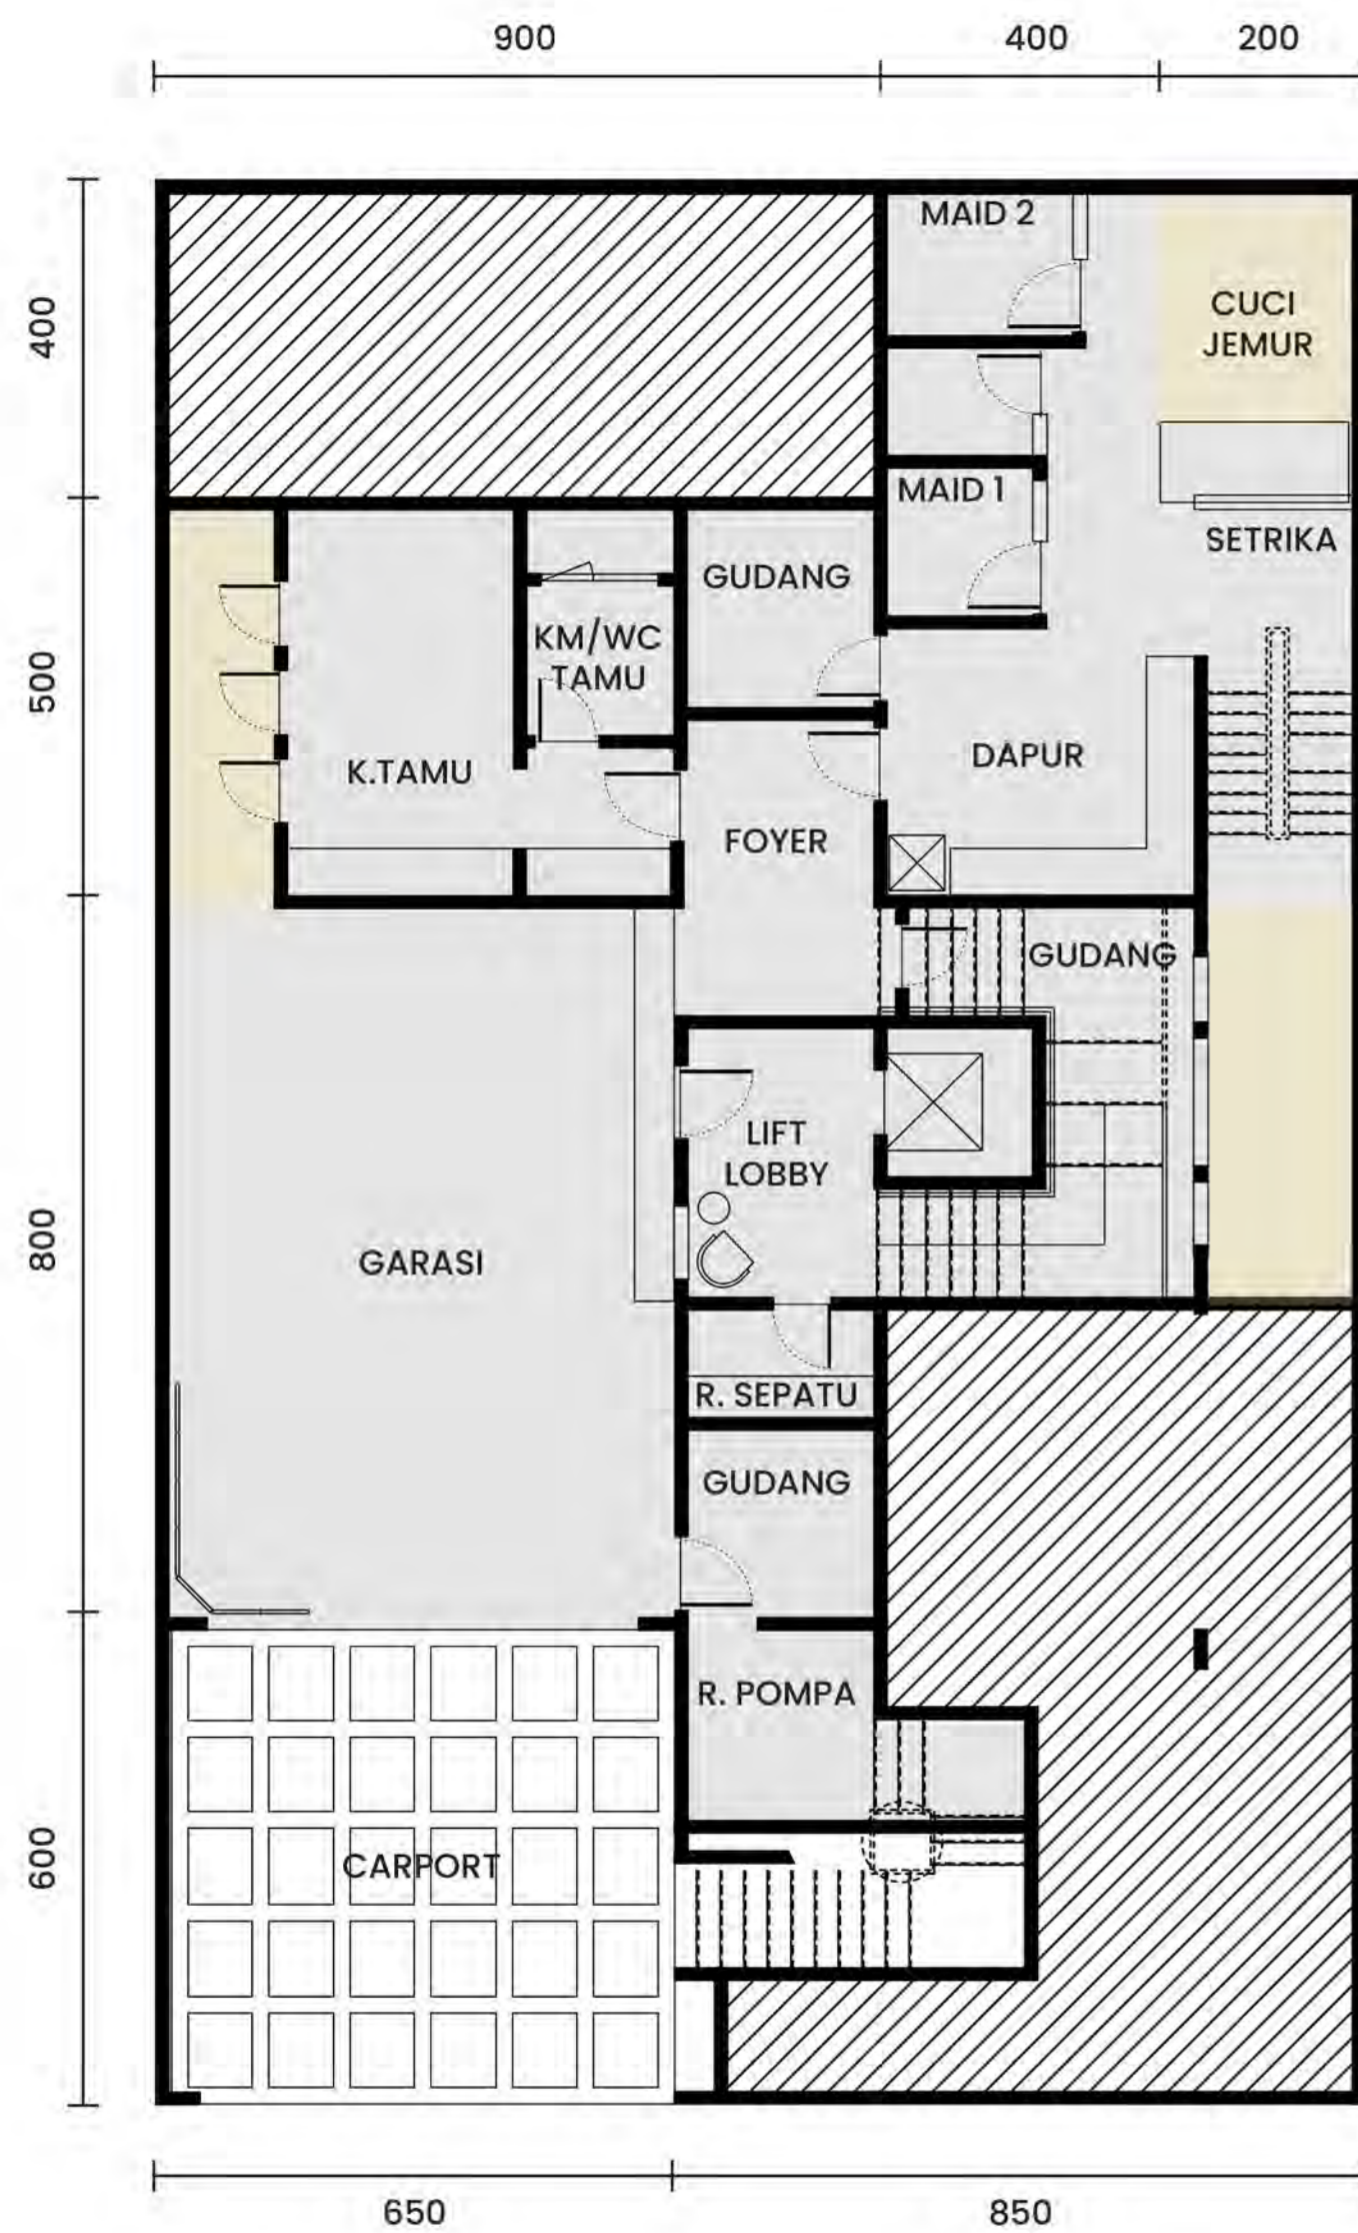 900
400
200
400
500
800
600
MAID 2
CUCI
JEMUR
MAID 1
SETRIKA
GUDANG
KM/WC
TAMU
K.TAMU
DAPUR
FOYER
GUDANG
LIFT
LOBBY
GARASI
R. SEPATU
GUDANG
R. POMPA
CARPORT
650
850